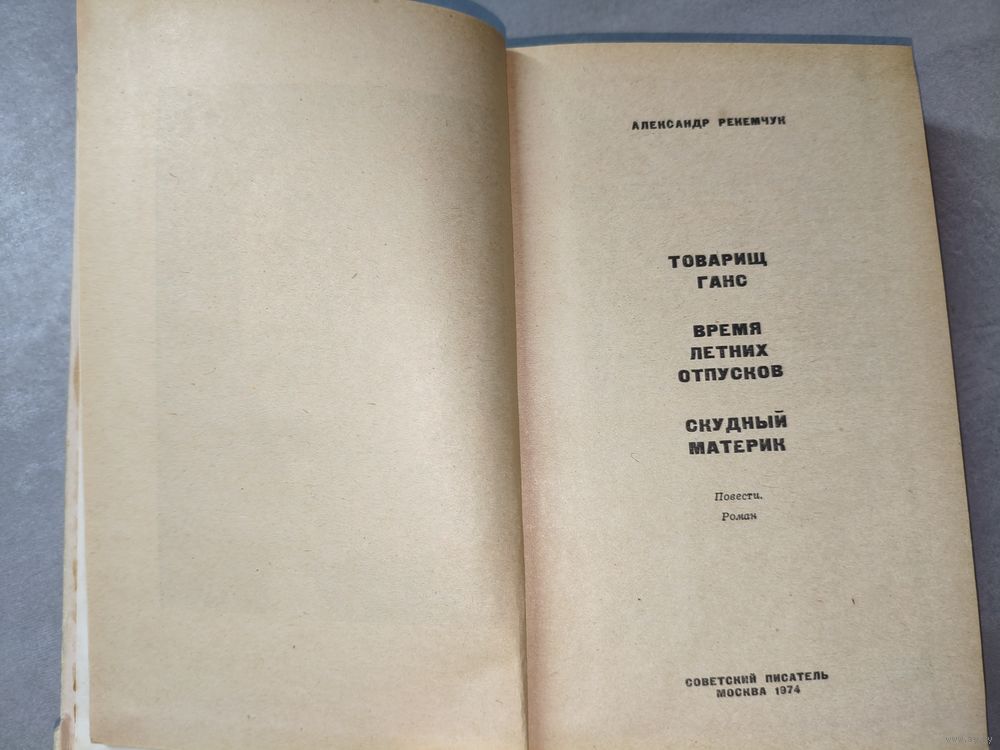 АЛЕКСАНДР РЕКЕМЧУК
ТОВАРИЩ
ГАНС
ВРЕМЯ
ЛЕТНИХ
ОТПУСКОВ
СКУДНЫЙ
МАТЕРИК
Повести.
Роман
СОВЕТСКИЙ ПИСАТЕЛЬ
МОСКВА 1974